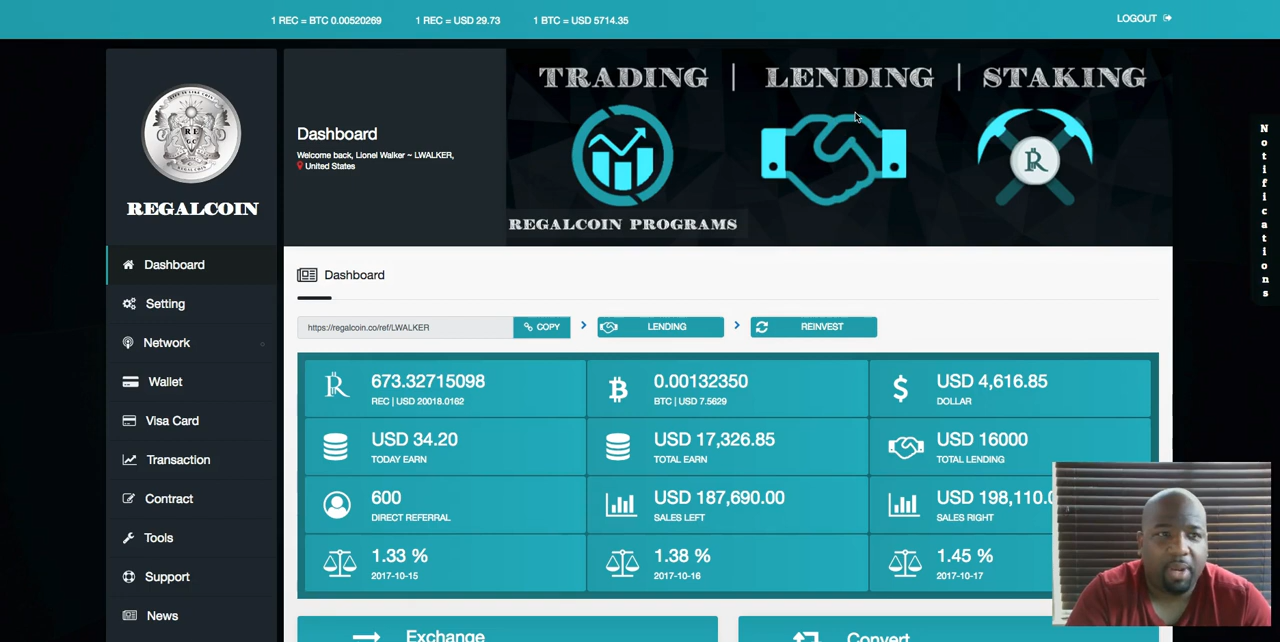 1 REC = BTC 0.00520269 1 REC = USD 29.73 1 BTC = USD 5714.35 LOGOUT
REGALCOIN
Dashboard
Setting
Network
Wallet
Visa Card
Transaction
Contract
Tools
Support
News
Dashboard
Welcome back, Lionel Walker ~ LWALKER,
United States
TRADING | LENDING | STAKING
REGALCOIN PROGRAMS
Notifications
Dashboard
https://regalcoin.co/ref/LWALKER COPY LENDING REINVEST
673.32715098
REC | USD 20018.0162
0.00132350
BTC | USD 7.5629
USD 4,616.85
DOLLAR
USD 34.20
TODAY EARN
USD 17,326.85
TOTAL EARN
USD 16000
TOTAL LENDING
600
DIRECT REFERRAL
USD 187,690.00
SALES LEFT
USD 198,110.0
SALES RIGHT
1.33 %
2017-10-15
1.38 %
2017-10-16
1.45 %
2017-10-17
Exchange
Convert